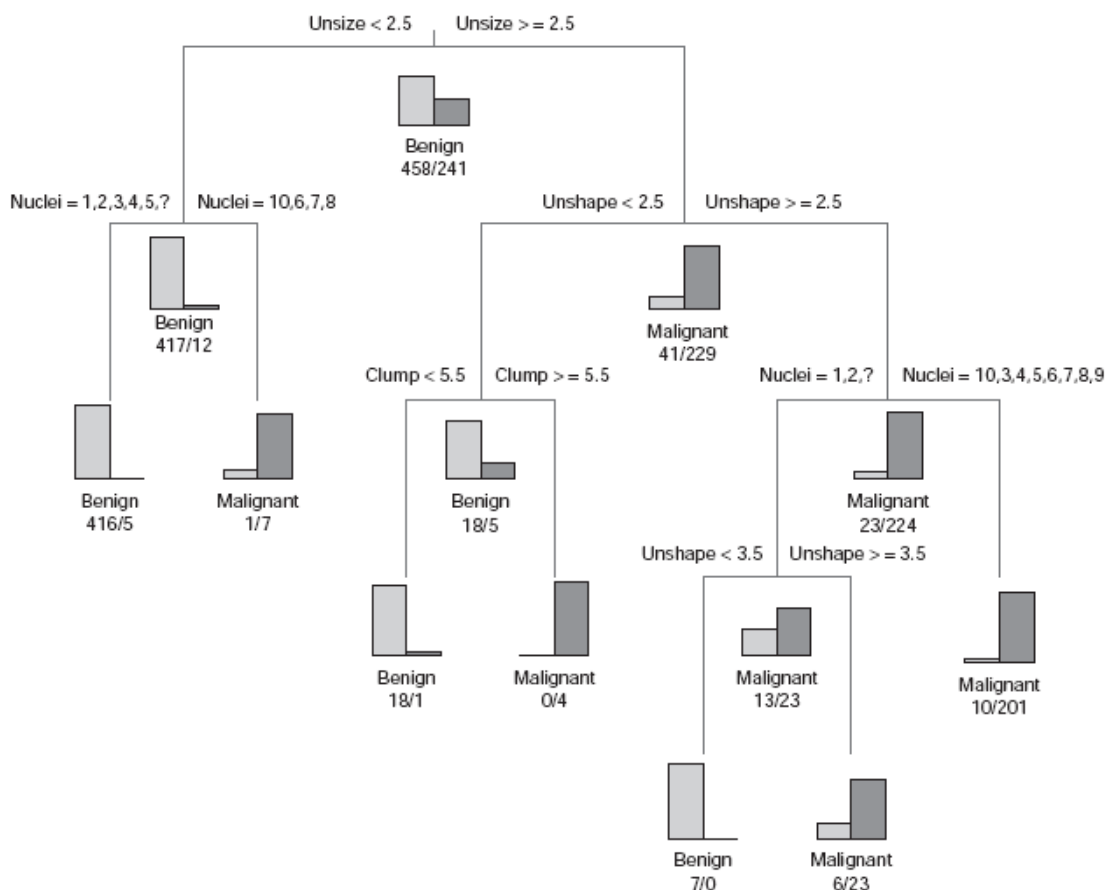 Unsize < 2.5 Unsize > = 2.5
Benign
458/241
Nuclei = 1,2,3,4,5,? Nuclei = 10,6,7,8
Unshape < 2.5 Unshape > = 2.5
Benign
417/12
Malignant
41/229
Clump < 5.5 Clump > = 5.5
Nuclei = 1,2,? Nuclei = 10,3,4,5,6,7,8,9
Benign
416/5
Malignant
1/7
Benign
18/5
Malignant
23/224
Unshape < 3.5 Unshape > = 3.5
Benign
18/1
Malignant
0/4
Malignant
13/23
Malignant
10/201
Benign
7/0
Malignant
6/23